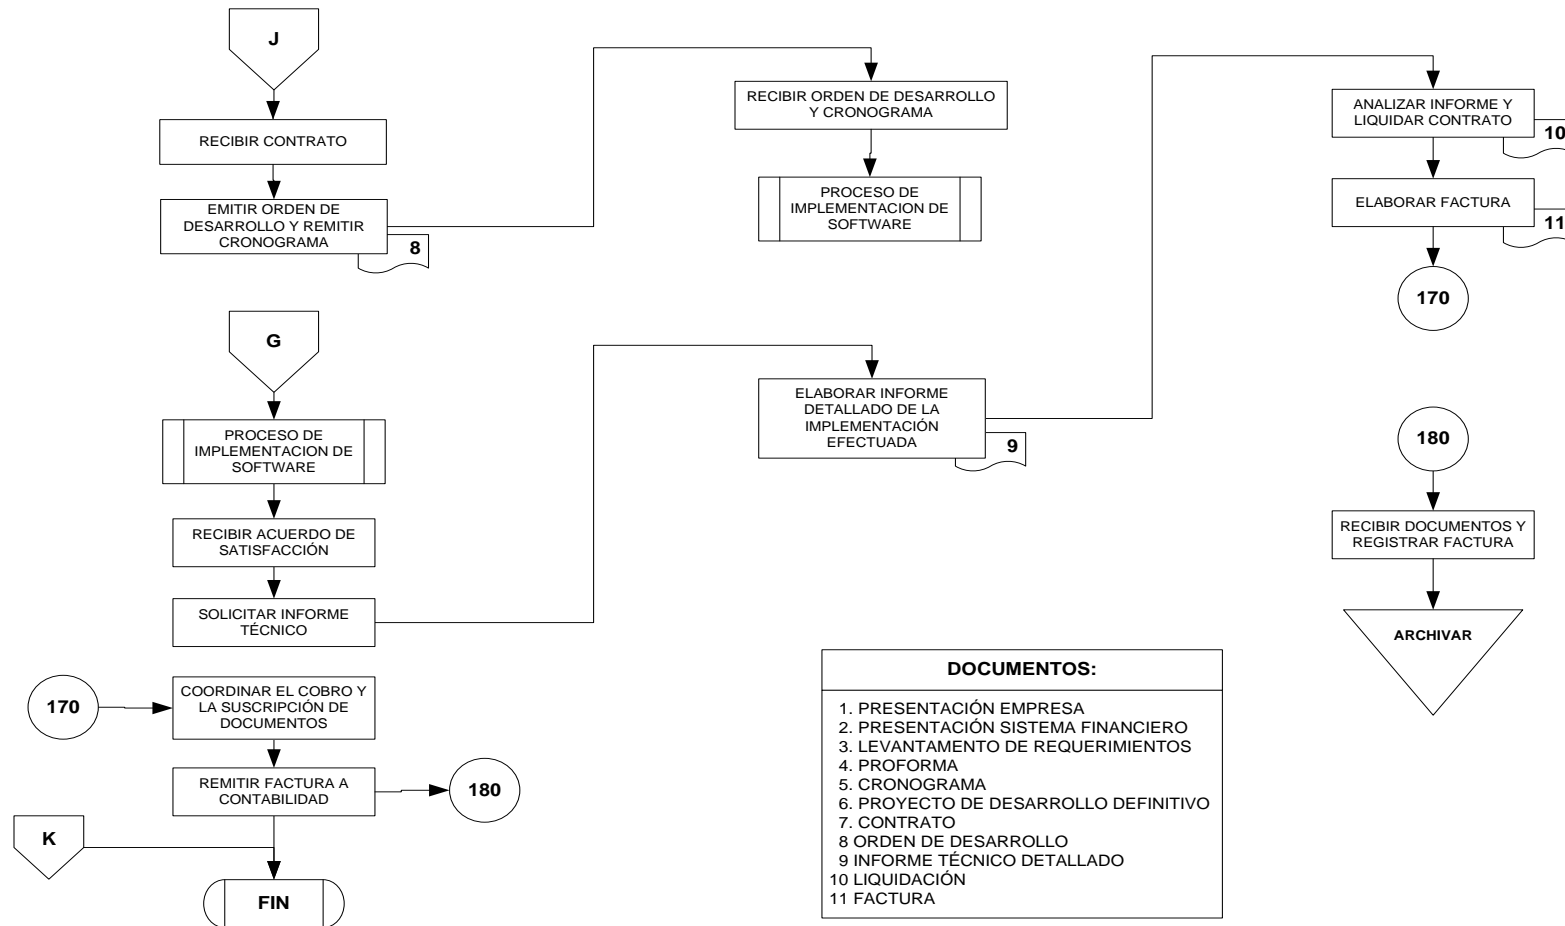 J
RECIBIR CONTRATO
EMITIR ORDEN DE
DESARROLLO Y REMITIR
CRONOGRAMA
8
RECIBIR ORDEN DE DESARROLLO
Y CRONOGRAMA
PROCESO DE
IMPLEMENTACION DE
SOFTWARE
ANALIZAR INFORME Y
LIQUIDAR CONTRATO
10
ELABORAR FACTURA
11
170
G
PROCESO DE
IMPLEMENTACION DE
SOFTWARE
RECIBIR ACUERDO DE
SATISFACCIÓN
SOLICITAR INFORME
TÉCNICO
ELABORAR INFORME
DETALLADO DE LA
IMPLEMENTACIÓN
EFECTUADA
9
180
RECIBIR DOCUMENTOS Y
REGISTRAR FACTURA
ARCHIVAR
170
COORDINAR EL COBRO Y
LA SUSCRIPCIÓN DE
DOCUMENTOS
REMITIR FACTURA A
CONTABILIDAD
180
K
FIN
DOCUMENTOS:
1. PRESENTACIÓN EMPRESA
2. PRESENTACIÓN SISTEMA FINANCIERO
3. LEVANTAMENTO DE REQUERIMIENTOS
4. PROFORMA
5. CRONOGRAMA
6. PROYECTO DE DESARROLLO DEFINITIVO
7. CONTRATO
8 ORDEN DE DESARROLLO
9 INFORME TÉCNICO DETALLADO
10 LIQUIDACIÓN
11 FACTURA